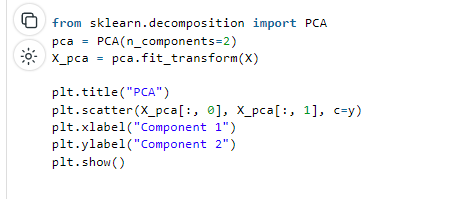 from sklearn.decomposition import PCA
pca = PCA(n_components=2)
X_pca = pca.fit_transform(X)
plt.title("PCA")
plt.scatter(X_pca[:, 0], X_pca[:, 1], c=y)
plt.xlabel("Component 1")
plt.ylabel("Component 2")
plt.show()